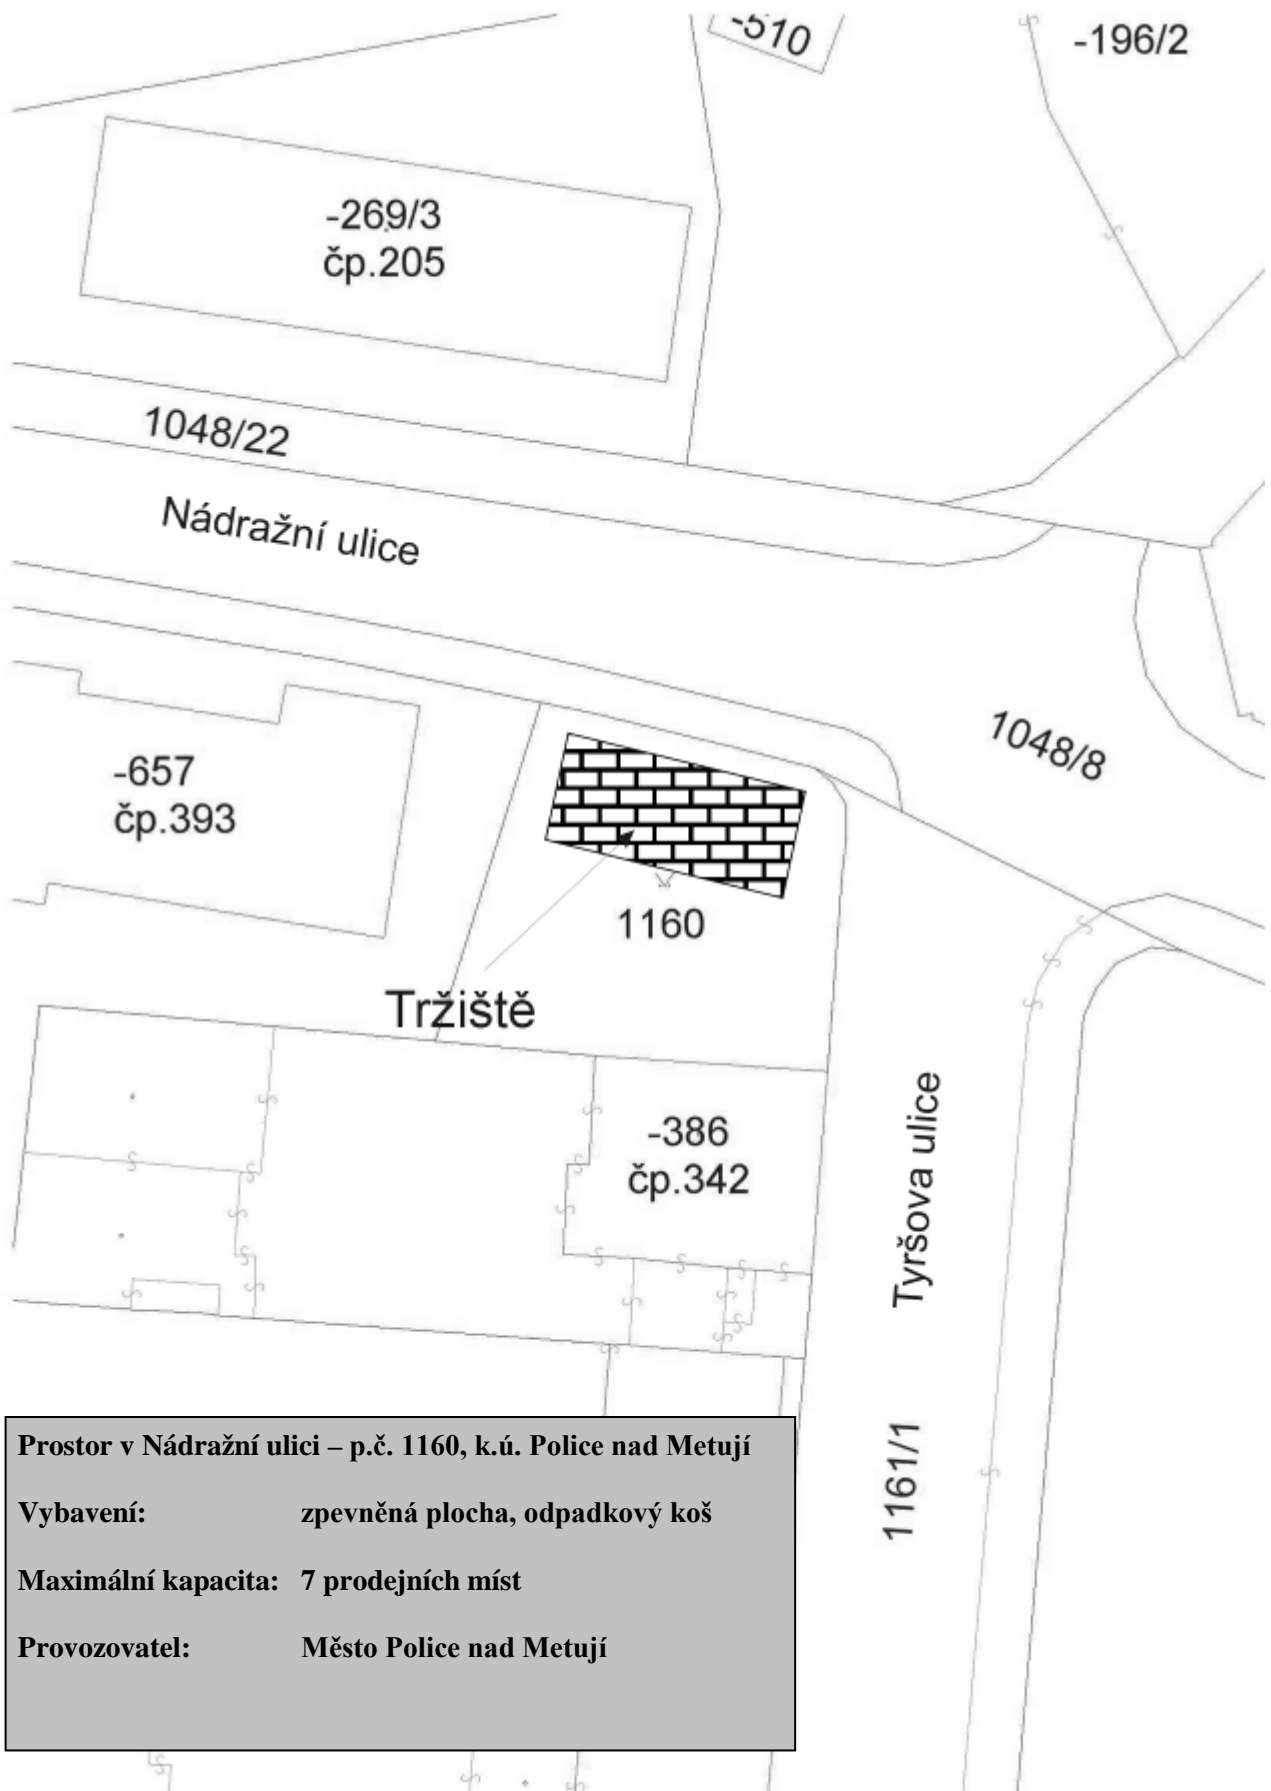 -510
-196/2
-269/3
čp.205
1048/22
Nádražní ulice
1048/8
-657
čp.393
1160
Tržiště
-386
čp.342
Tyršova ulice
1161/1
Prostor v Nádražní ulici – p.č. 1160, k.ú. Police nad Metují
Vybavení: zpevněná plocha, odpadkový koš
Maximální kapacita: 7 prodejních míst
Provozovatel: Město Police nad Metují